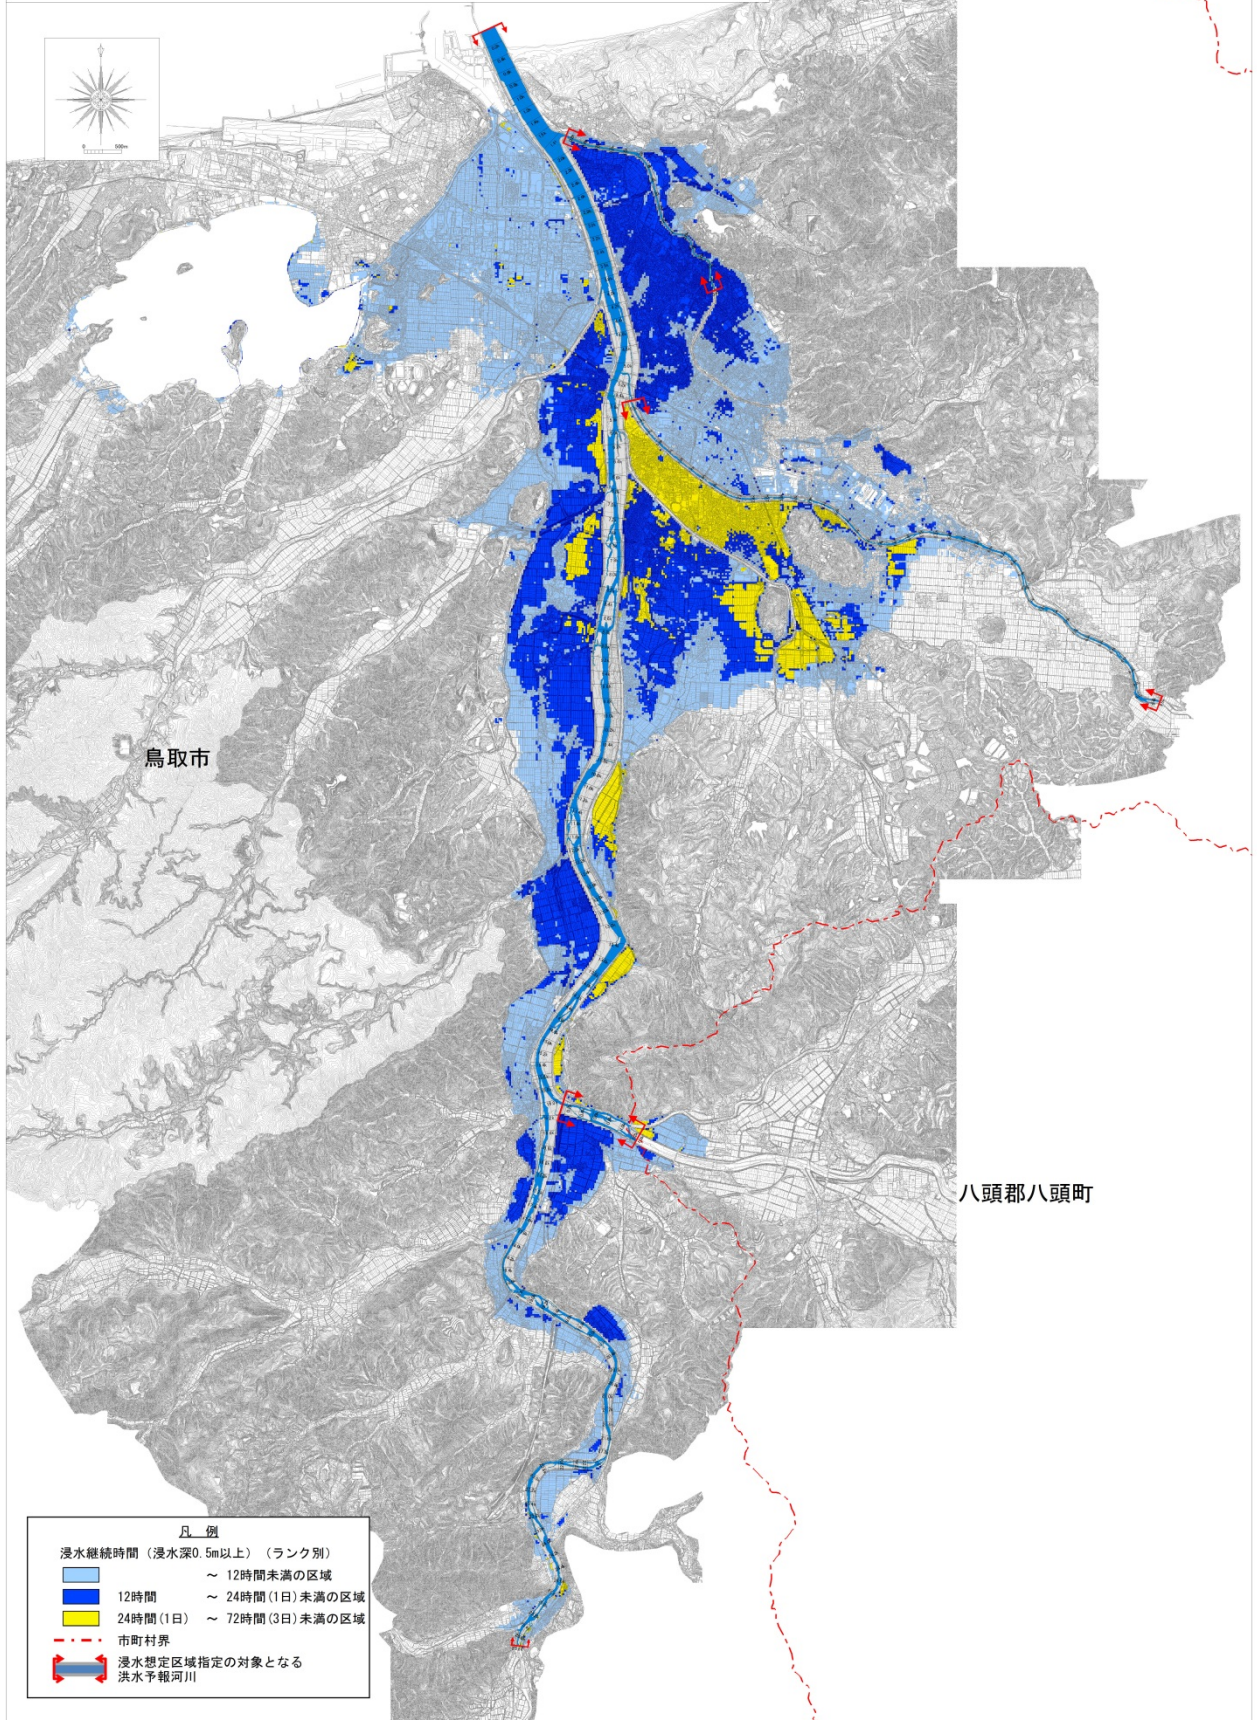 0 500m
鳥取市
八頭郡八頭町
凡 例
浸水継続時間 (浸水深0.5m以上) (ランク別)
～ 12時間未満の区域
12時間 ～ 24時間(1日)未満の区域
24時間(1日) ～ 72時間(3日)未満の区域
市町村界
浸水想定区域指定の対象となる
洪水予報河川